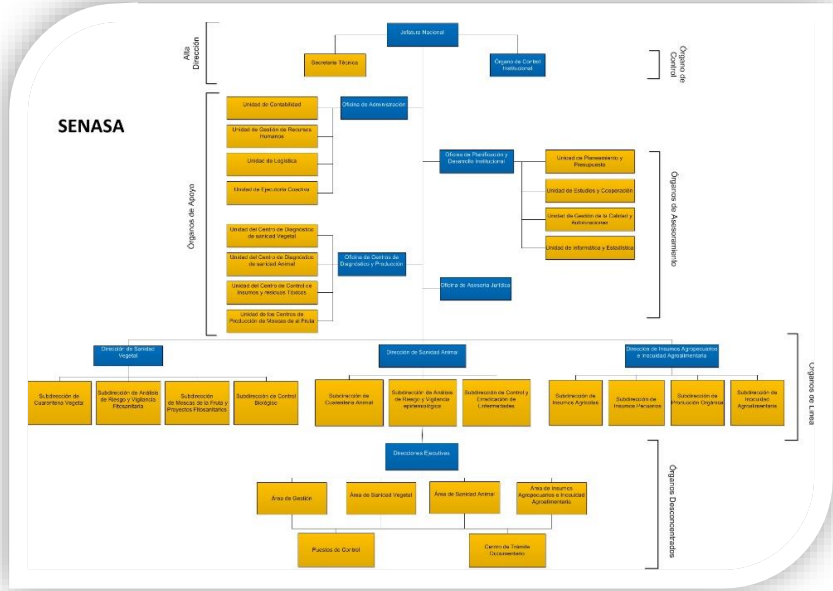 Jefatura Nacional
Alta
Dirección
Secretaría Técnica
Órgano de Control
Institucional
Órgano de
Control
SENASA
Unidad de Contabilidad
Oficina de Administración
Unidad de Gestión de Recursos
Humanos
Unidad de Logística
Unidad de Ejecutoría Coactiva
Oficina de Planificación y
Desarrollo Institucional
Unidad de Planeamiento y
Presupuesto
Unidad de Estudios y Cooperación
Unidad de Gestión de la Calidad y
Autorizaciones
Unidad de Informática y Estadística
Órganos de Apoyo
Órganos de Asesoramiento
Unidad del Centro de Diagnóstico
de sanidad Vegetal
Unidad del Centro de Diagnóstico
de sanidad Animal
Oficina de Centros de
Diagnóstico y Producción
Unidad del Centro de Control de
Insumos y residuos Tóxicos
Unidad de los Centros de
Producción de Moscas de al Fruta
Oficina de Asesoría Jurídica
Dirección de Sanidad
Vegetal
Dirección de Sanidad Animal
Dirección de Insumos Agropecuarios
e Inocuidad Agroalimentaria
Subdirección de
Cuarentena Vegetal
Subdirección de Análisis
de Riesgo y Vigilancia
Fitosanitaria
Subdirección
de Moscas de la Fruta y
Proyectos Fitosanitarios
Subdirección de Control
Biológico
Subdirección de
Cuarentena Animal
Subdirección de Análisis
de Riesgo y Vigilancia
epidemiológica
Subdirección de Control y
Erradicación de
Enfermedades
Subdirección de
Insumos Agrícolas
Subdirección de
Insumos Pecuarios
Subdirección de
Producción Orgánica
Subdirección de
Inocuidad
Agroalimentaria
Órganos de Línea
Direcciones Ejecutivas
Área de Gestión
Área de Sanidad Vegetal
Área de Sanidad Animal
Área de Insumos
Agropecuarios e Inocuidad
Agroalimentaria
Puestos de Control
Centro de Trámite
Documentario
Órganos Desconcentrados